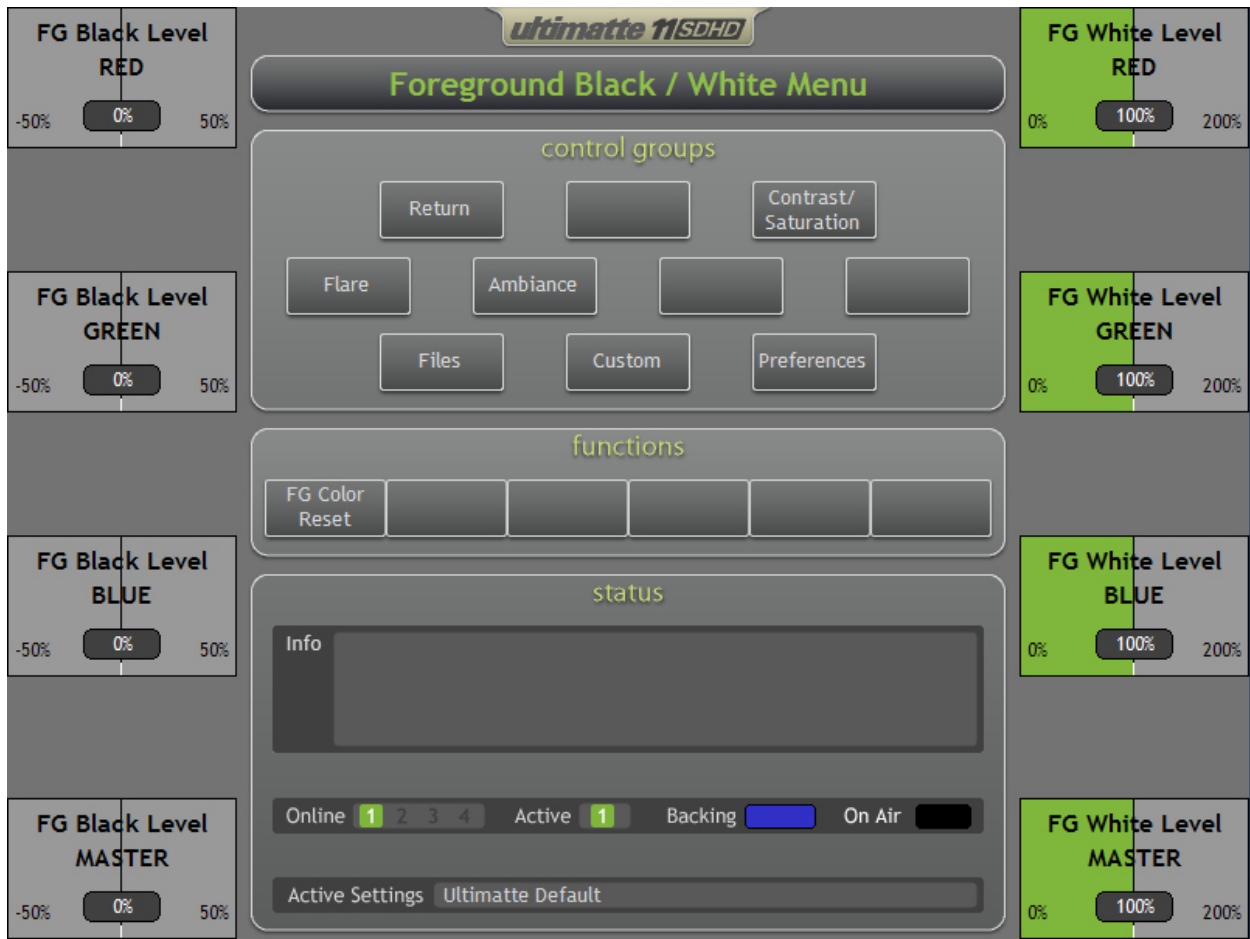 ultimatte 11 SDHD
Foreground Black / White Menu
FG Black Level
RED
-50%
0%
50%
FG Black Level
GREEN
-50%
0%
50%
FG Black Level
BLUE
-50%
0%
50%
FG Black Level
MASTER
-50%
0%
50%
control groups
Return
Contrast/
Saturation
Flare
Ambiance
Files
Custom
Preferences
functions
FG Color
Reset
status
Info
Online 1 2 3 4 Active 1 Backing On Air
Active Settings Ultimatte Default
FG White Level
RED
0%
100%
200%
FG White Level
GREEN
0%
100%
200%
FG White Level
BLUE
0%
100%
200%
FG White Level
MASTER
0%
100%
200%